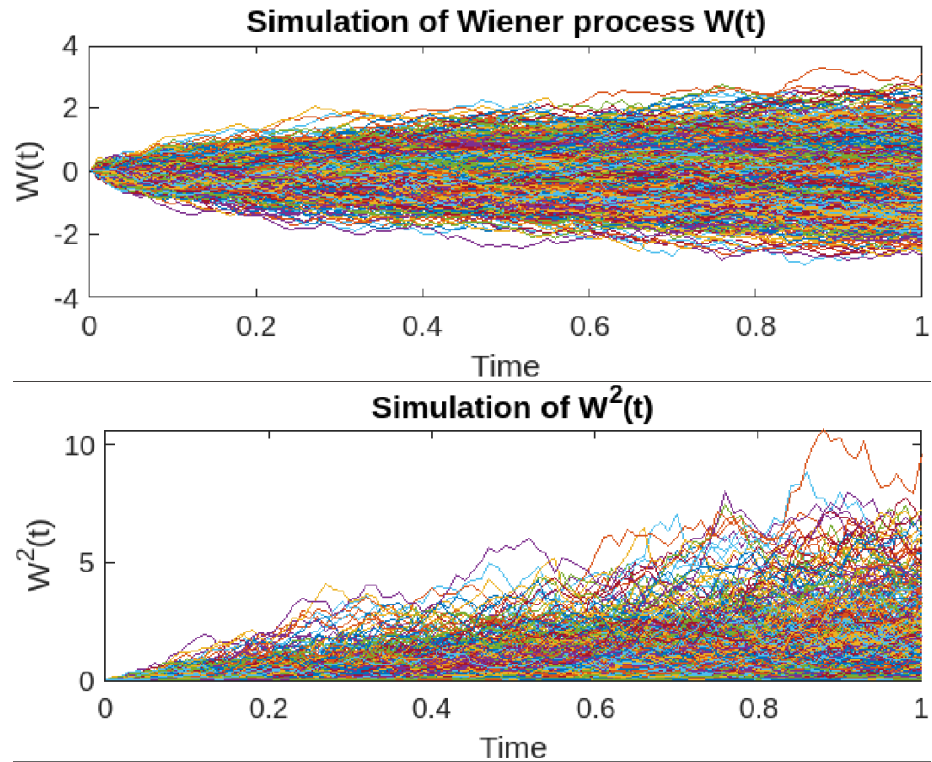 Simulation of Wiener process W(t)
4
2
0
-2
-4
W(t)
0 0.2 0.4 0.6 0.8 1
Time
Simulation of W²(t)
10
5
0
W²(t)
0 0.2 0.4 0.6 0.8 1
Time